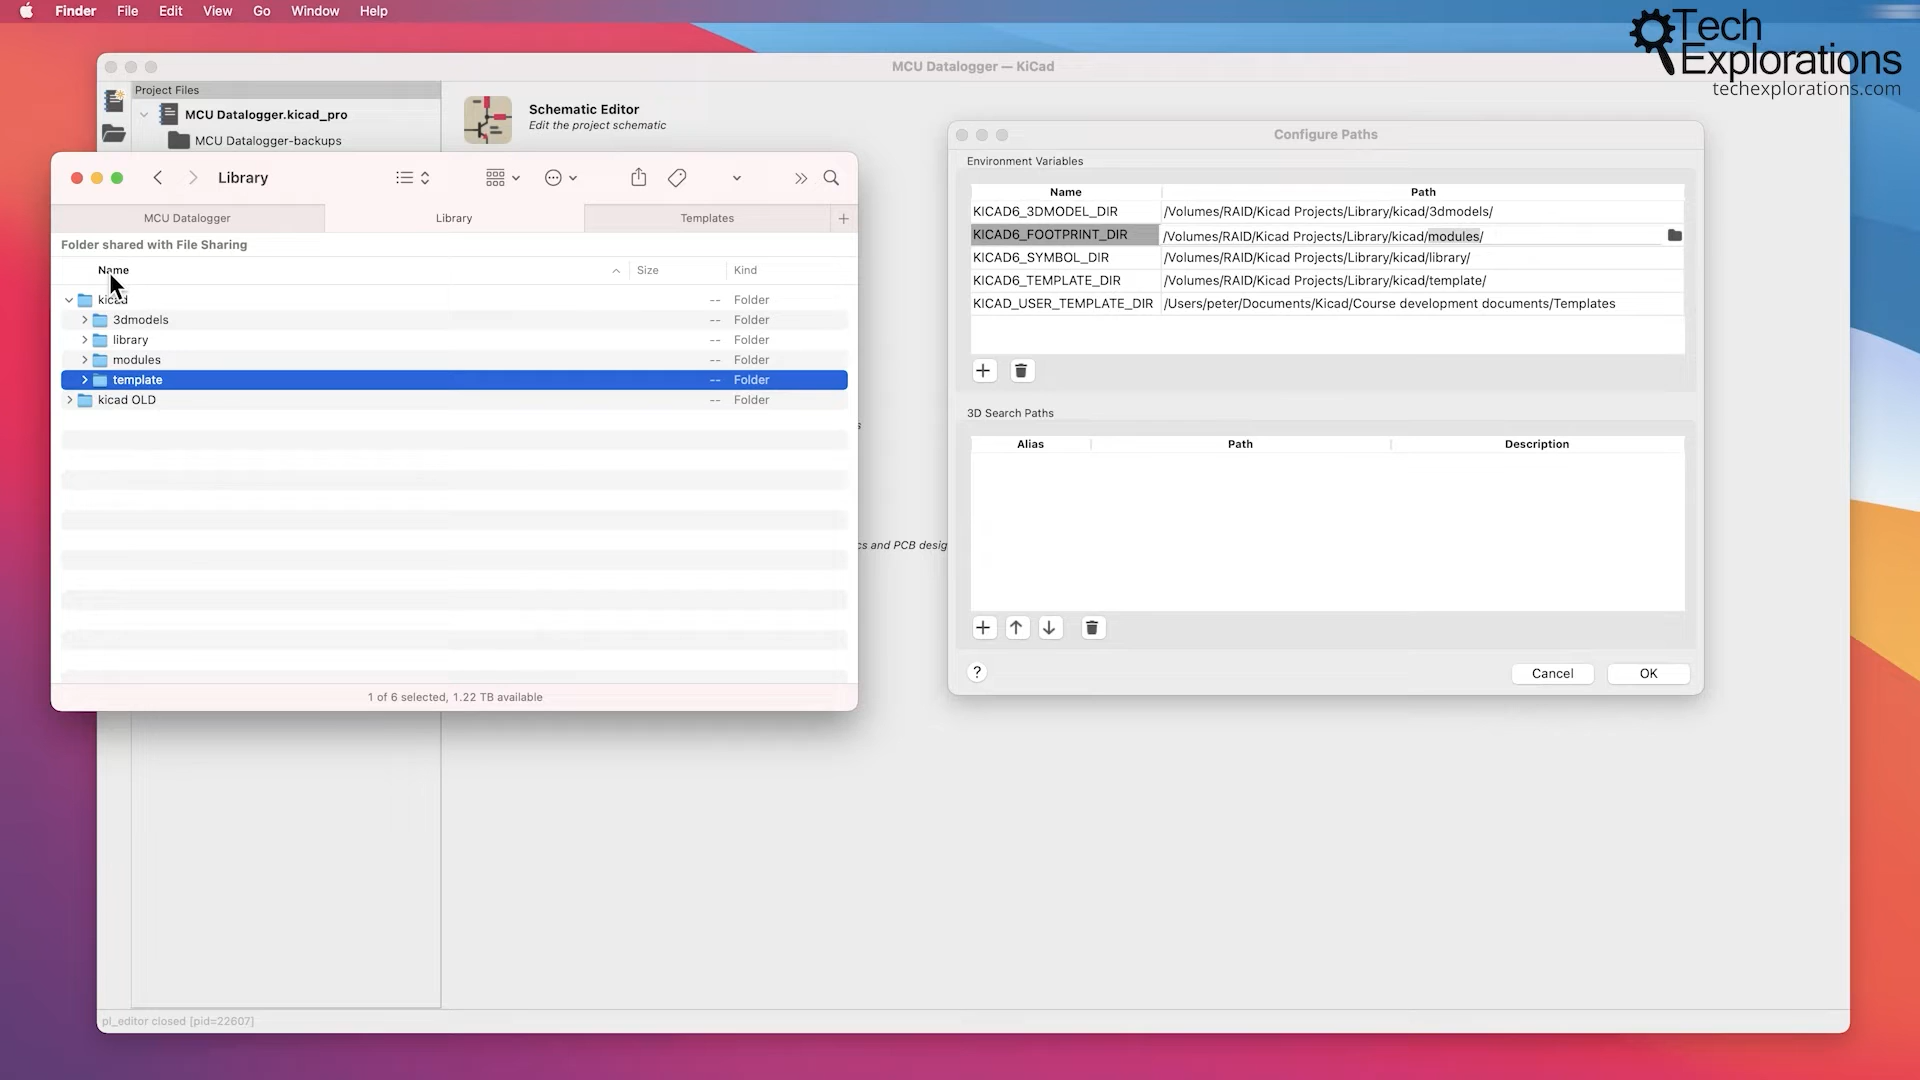 Finder File Edit View Go Window Help
Tech
Explorations
techexplorations.com
MCU Datalogger — KiCad
Project Files
MCU Datalogger.kicad_pro
MCU Datalogger-backups
Schematic Editor
Edit the project schematic
Library
MCU Datalogger Library Templates
Folder shared with File Sharing
Name Size Kind
kicad -- Folder
3dmodels -- Folder
library -- Folder
modules -- Folder
template -- Folder
kicad OLD -- Folder
1 of 6 selected, 1.22 TB available
cs and PCB desig
Configure Paths
Environment Variables
Name Path
KICAD6_3DMODEL_DIR /Volumes/RAID/Kicad Projects/Library/kicad/3dmodels/
KICAD6_FOOTPRINT_DIR /Volumes/RAID/Kicad Projects/Library/kicad/modules/
KICAD6_SYMBOL_DIR /Volumes/RAID/Kicad Projects/Library/kicad/library/
KICAD6_TEMPLATE_DIR /Volumes/RAID/Kicad Projects/Library/kicad/template/
KICAD_USER_TEMPLATE_DIR /Users/peter/Documents/Kicad/Course development documents/Templates
3D Search Paths
Alias Path Description
? Cancel OK
pl_editor closed [pid=22607]